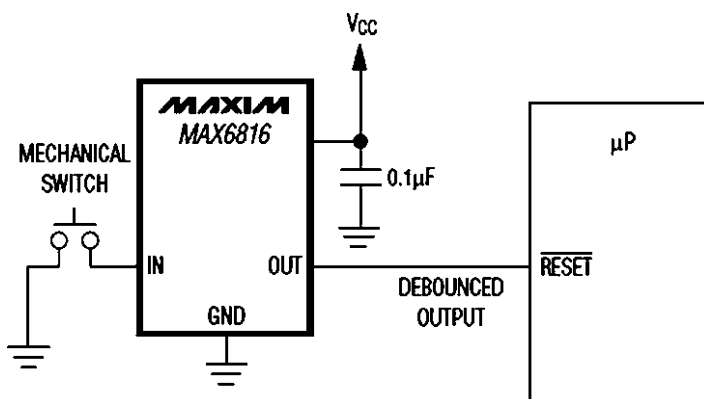 VCC
MAXIM
MAX6816
µP
MECHANICAL
SWITCH
0.1µF
IN
OUT
RESET
DEBOUNCED
OUTPUT
GND